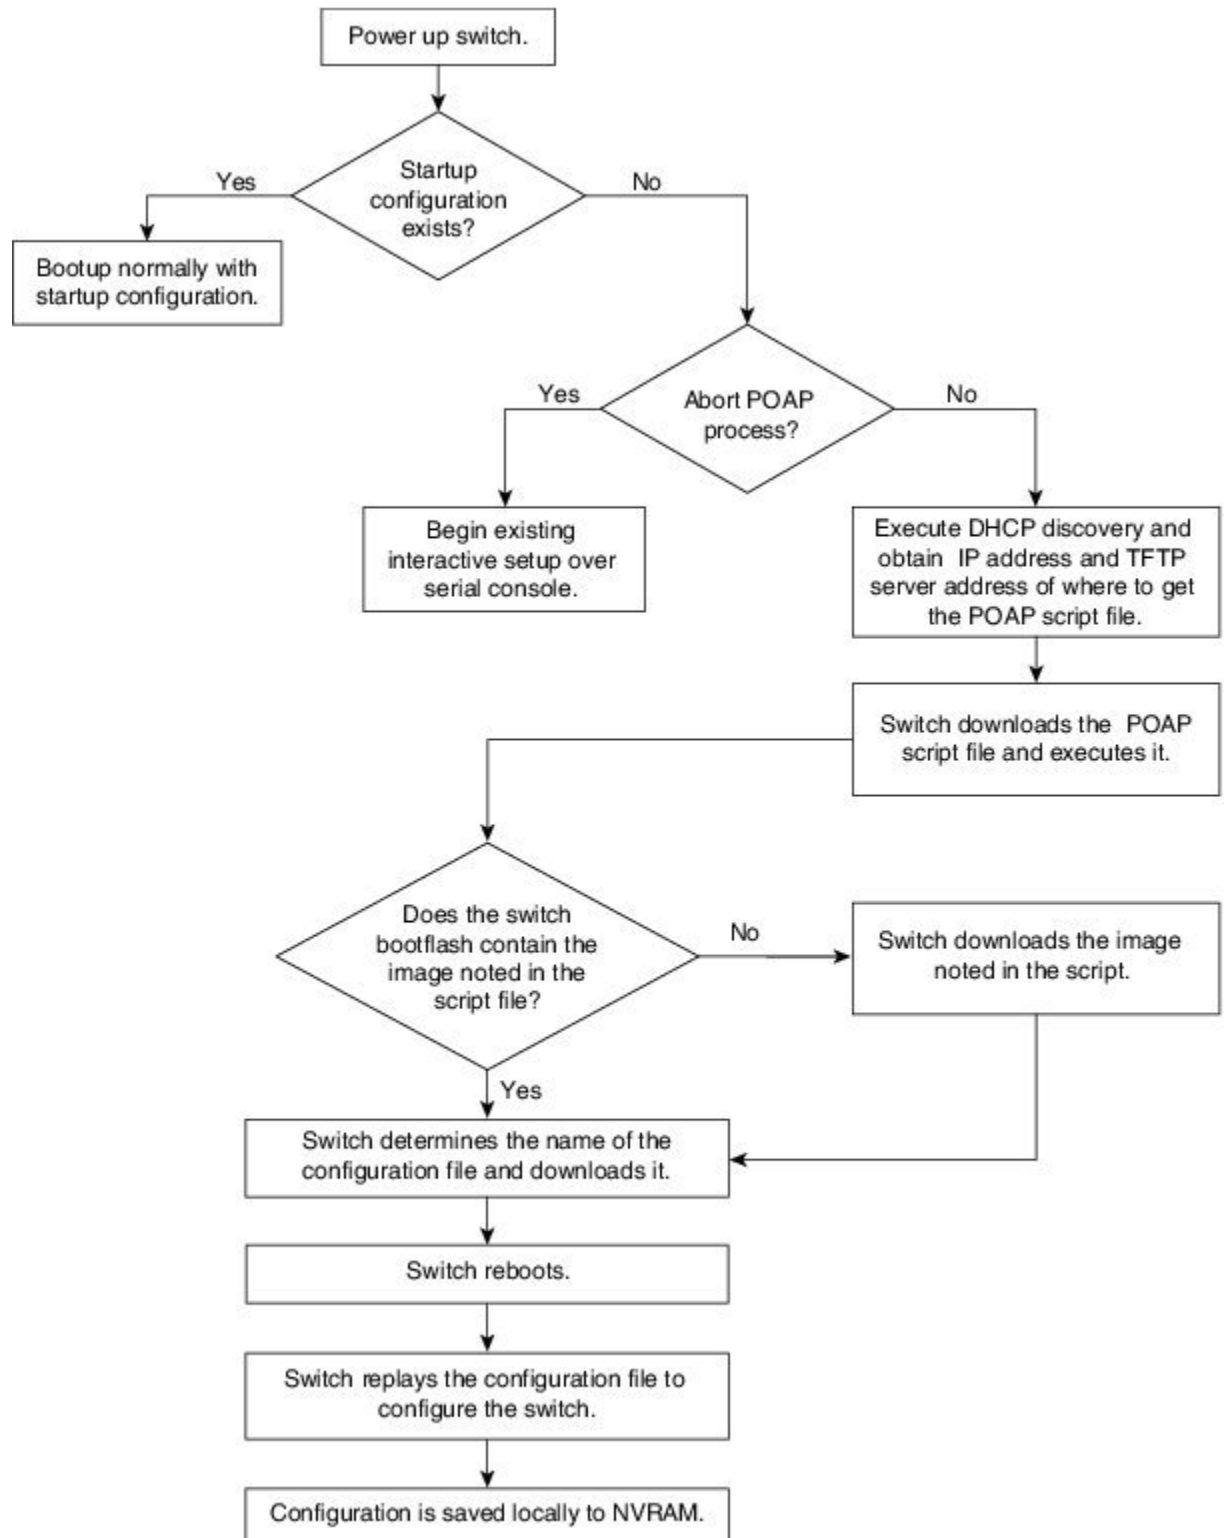 Power up switch.
Startup
configuration
exists?
Yes
No
Bootup normally with
startup configuration.
Abort POAP
process?
Yes
No
Begin existing
interactive setup over
serial console.
Execute DHCP discovery and
obtain IP address and TFTP
server address of where to get
the POAP script file.
Switch downloads the POAP
script file and executes it.
Does the switch
bootflash contain the
image noted in the
script file?
No
Switch downloads the image
noted in the script.
Yes
Switch determines the name of the
configuration file and downloads it.
Switch reboots.
Switch replays the configuration file to
configure the switch.
Configuration is saved locally to NVRAM.